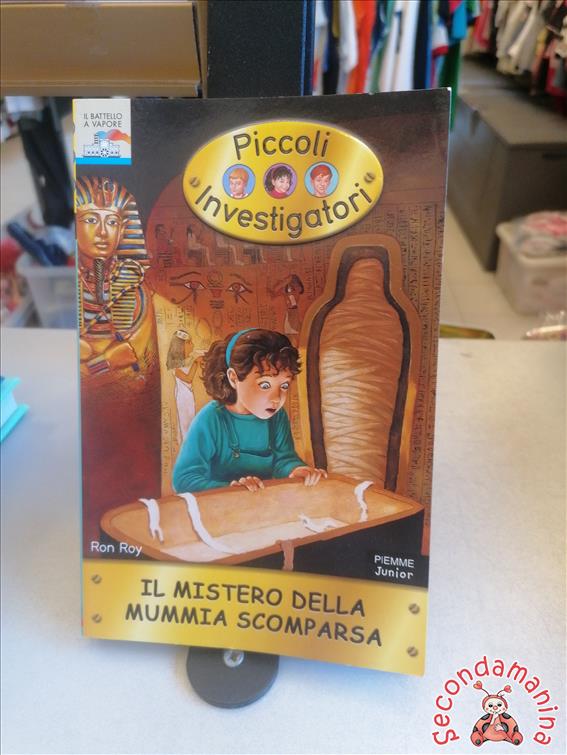 IL BATTELLO
A VAPORE
Piccoli
Investigatori
Ron Roy
PIEMME
Junior
IL MISTERO DELLA
MUMMIA SCOMPARSA
secondamanina